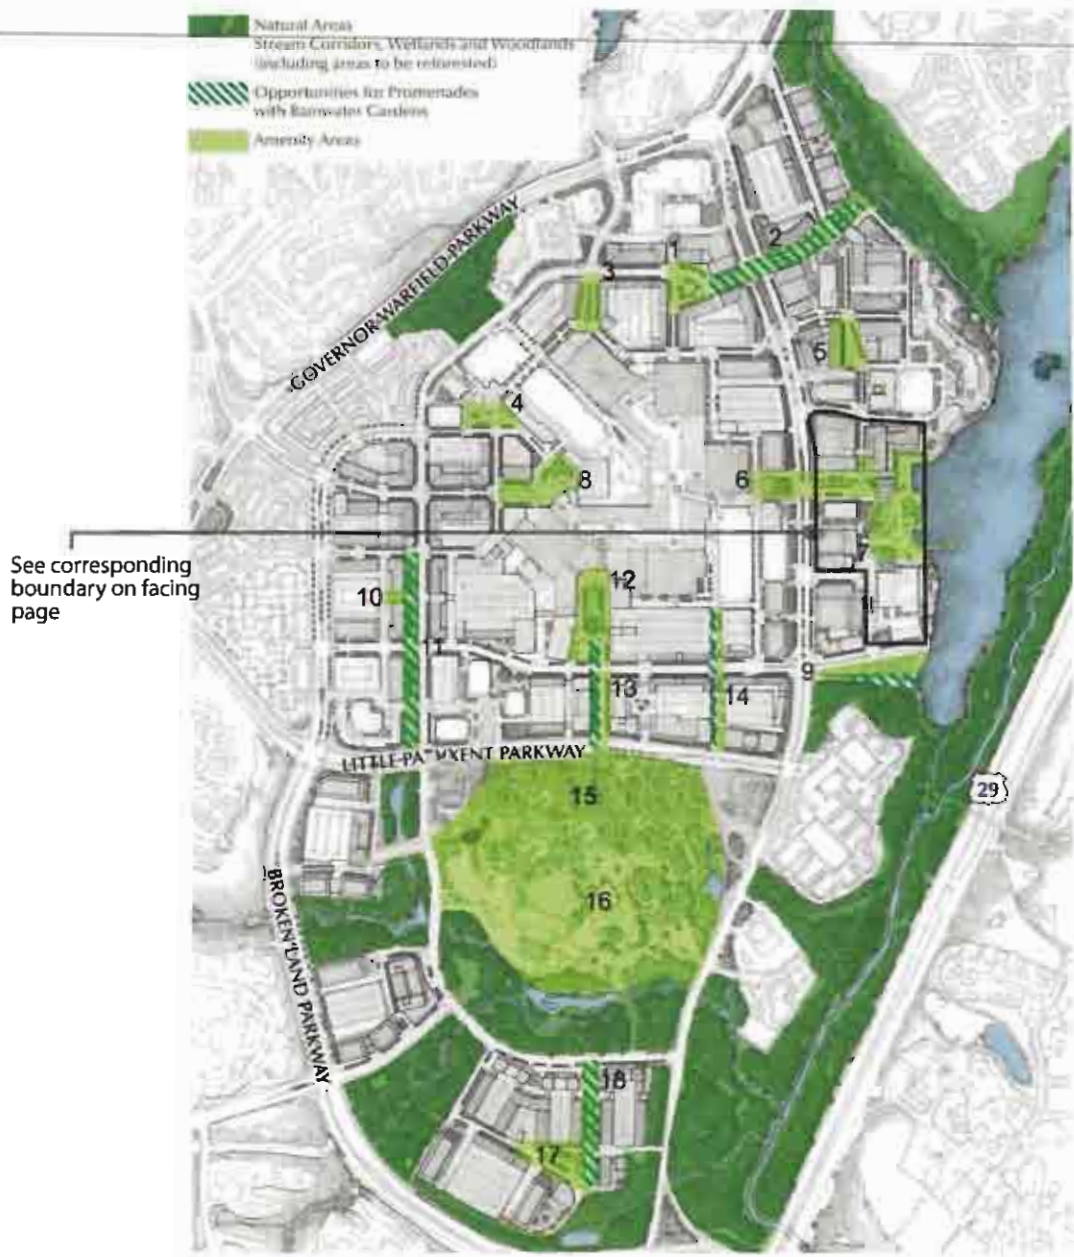 Natural Areas
Stream Corridors, Wetlands and Woodlands
(including areas to be reforested)
Opportunities for Promenades
with Rainwater Gardens
Amenity Areas
GOVERNOR WARFIELD PARKWAY
1
2
3
4
5
6
8
See corresponding
boundary on facing
page
10
12
11
9
13
14
LITTLE PATUXENT PARKWAY
15
29
16
BROKEN LAND PARKWAY
18
17